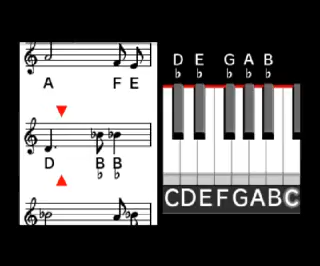 A F E
D B B
♭ ♭
D E G A B
♭ ♭ ♭ ♭ ♭
CDEFGABC